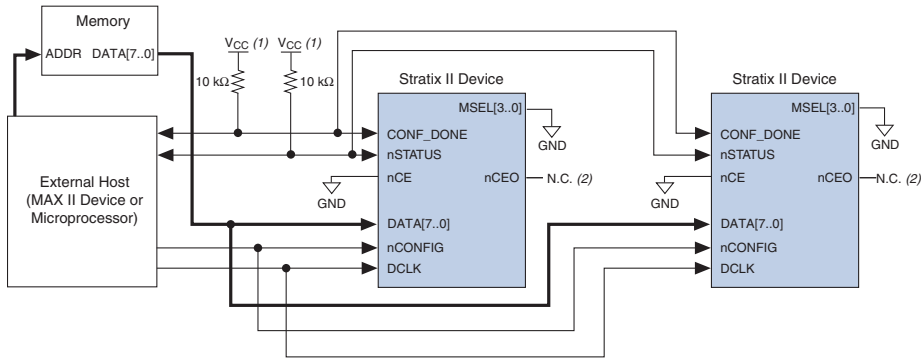 Memory
ADDR DATA[7..0]
VCC (1)
VCC (1)
10 kΩ
10 kΩ
Stratix II Device
Stratix II Device
MSEL[3..0]
MSEL[3..0]
GND
GND
CONF_DONE
CONF_DONE
nSTATUS
nSTATUS
External Host
(MAX II Device or
Microprocessor)
nCE
nCEO
N.C. (2)
nCE
nCEO
N.C. (2)
GND
GND
DATA[7..0]
DATA[7..0]
nCONFIG
nCONFIG
DCLK
DCLK